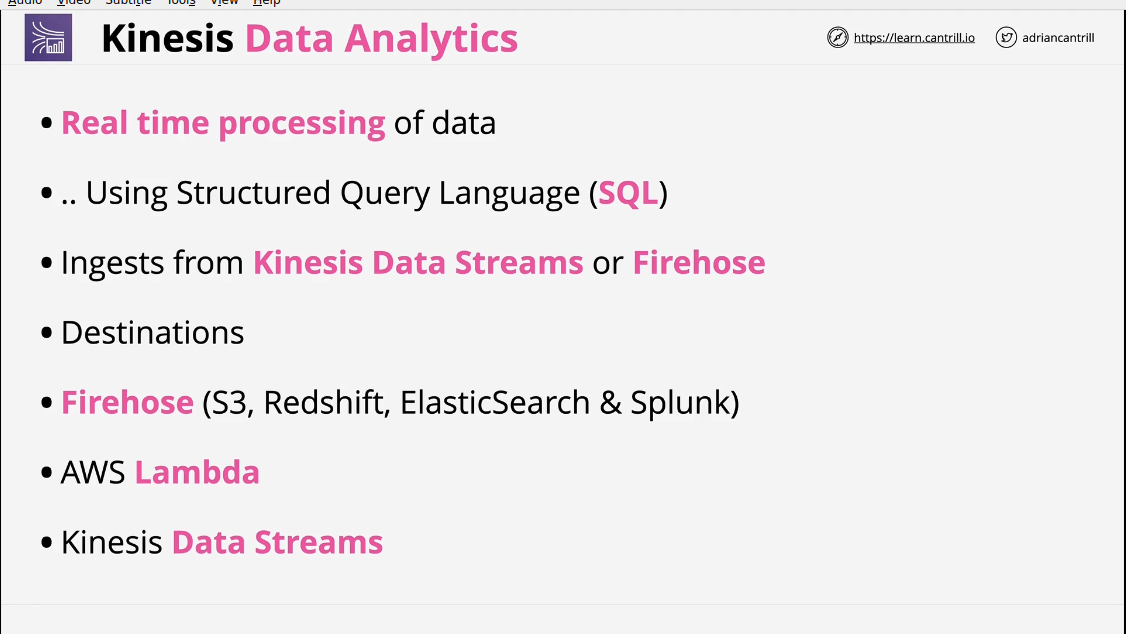 Audio Video Subtitle Tools View Help
Kinesis Data Analytics
https://learn.cantrill.io
adriancantrill
• Real time processing of data
• .. Using Structured Query Language (SQL)
• Ingests from Kinesis Data Streams or Firehose
• Destinations
• Firehose (S3, Redshift, ElasticSearch & Splunk)
• AWS Lambda
• Kinesis Data Streams